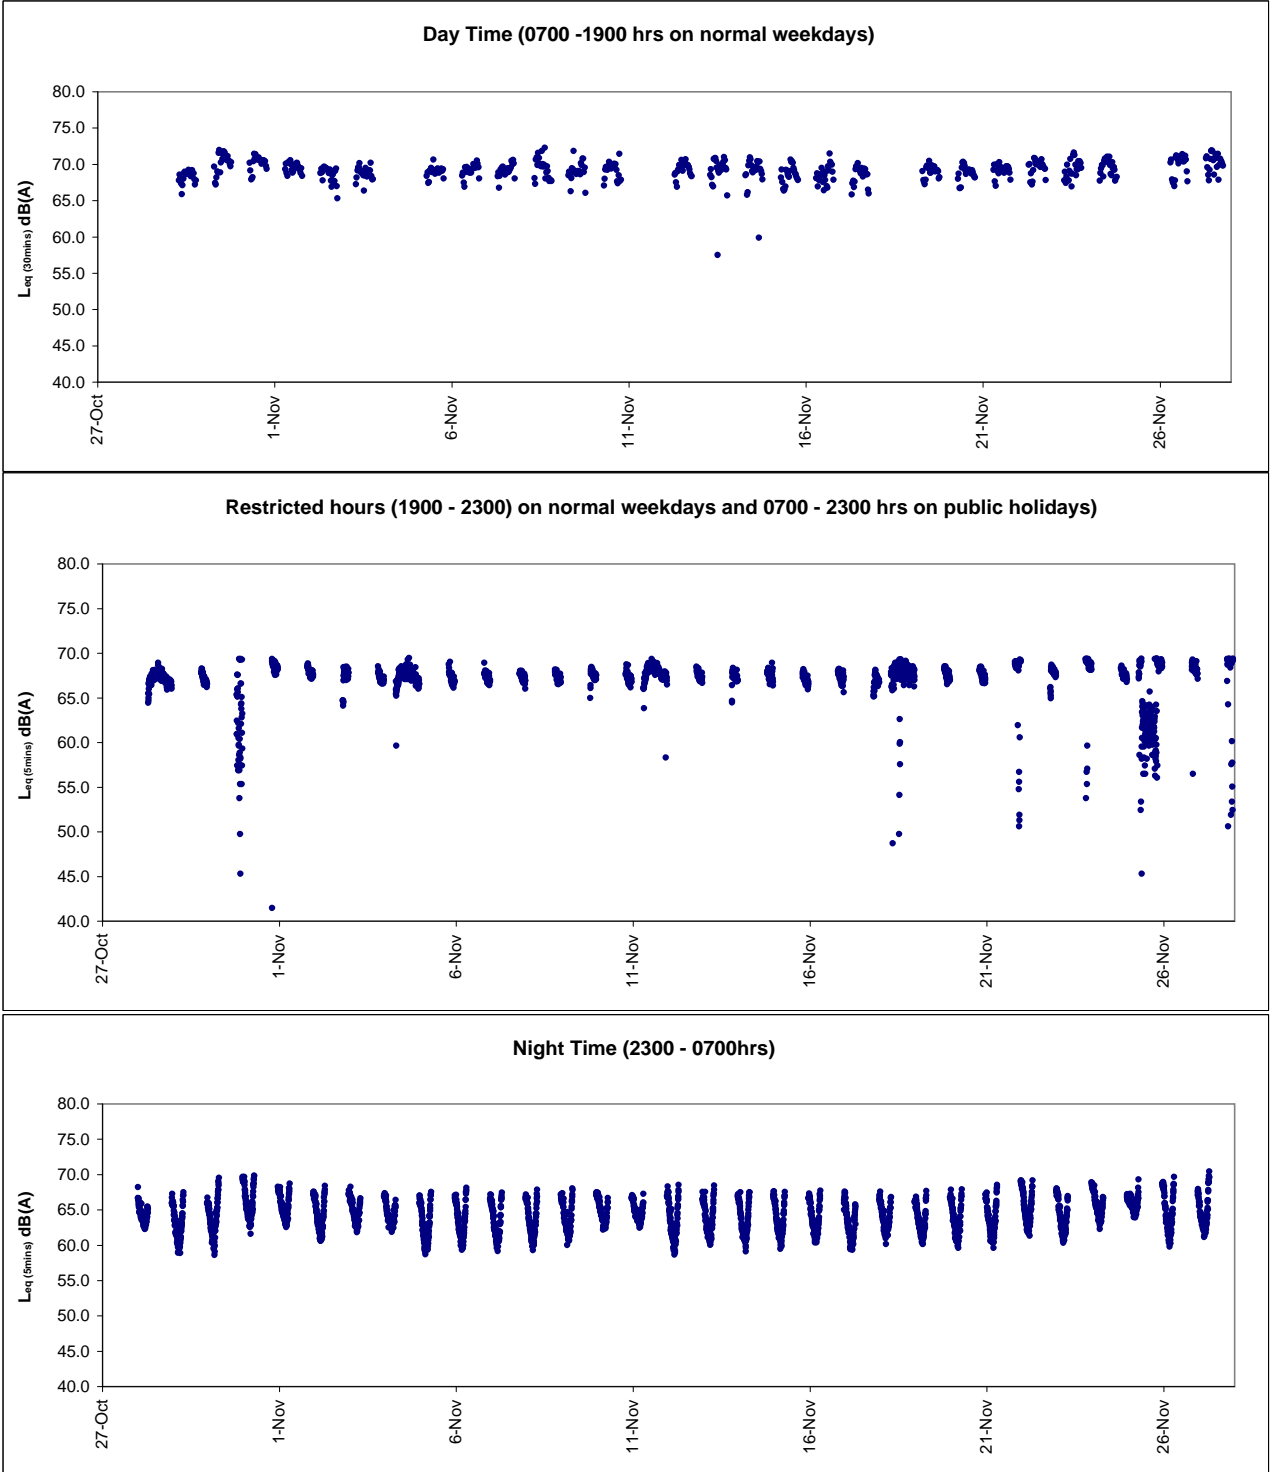 Day Time (0700 -1900 hrs on normal weekdays)
80.0
75.0
70.0
65.0
60.0
55.0
50.0
45.0
40.0
Leq (30mins) dB(A)
27-Oct
1-Nov
6-Nov
11-Nov
16-Nov
21-Nov
26-Nov
Restricted hours (1900 - 2300) on normal weekdays and 0700 - 2300 hrs on public holidays)
80.0
75.0
70.0
65.0
60.0
55.0
50.0
45.0
40.0
Leq (5mins) dB(A)
27-Oct
1-Nov
6-Nov
11-Nov
16-Nov
21-Nov
26-Nov
Night Time (2300 - 0700hrs)
80.0
75.0
70.0
65.0
60.0
55.0
50.0
45.0
40.0
Leq (5mins) dB(A)
27-Oct
1-Nov
6-Nov
11-Nov
16-Nov
21-Nov
26-Nov